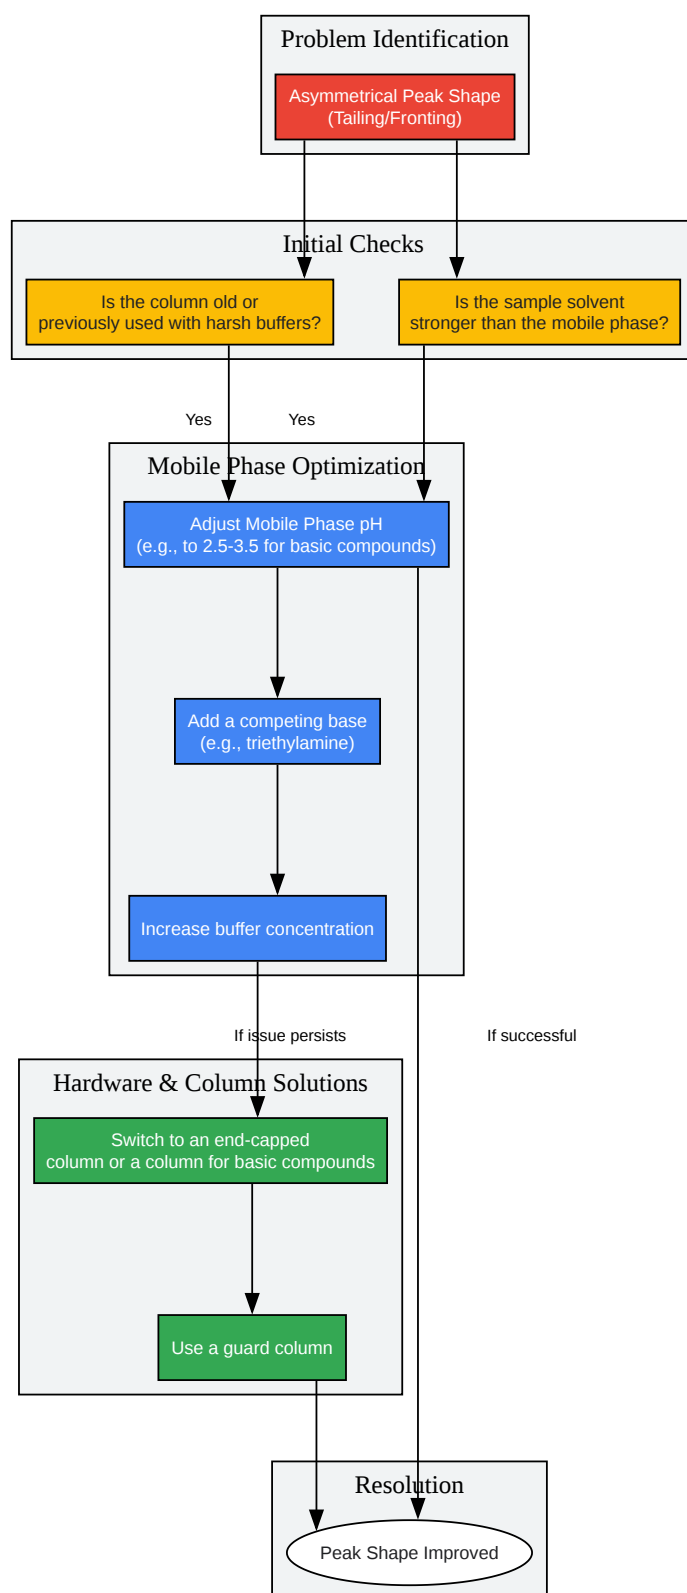 Problem Identification
Asymmetrical Peak Shape
(Tailing/Fronting)
Initial Checks
Is the column old or
previously used with harsh buffers?
Is the sample solvent
stronger than the mobile phase?
Yes
Yes
Mobile Phase Optimization
Adjust Mobile Phase pH
(e.g., to 2.5-3.5 for basic compounds)
Add a competing base
(e.g., triethylamine)
Increase buffer concentration
If issue persists
If successful
Hardware & Column Solutions
Switch to an end-capped
column or a column for basic compounds
Use a guard column
Resolution
Peak Shape Improved